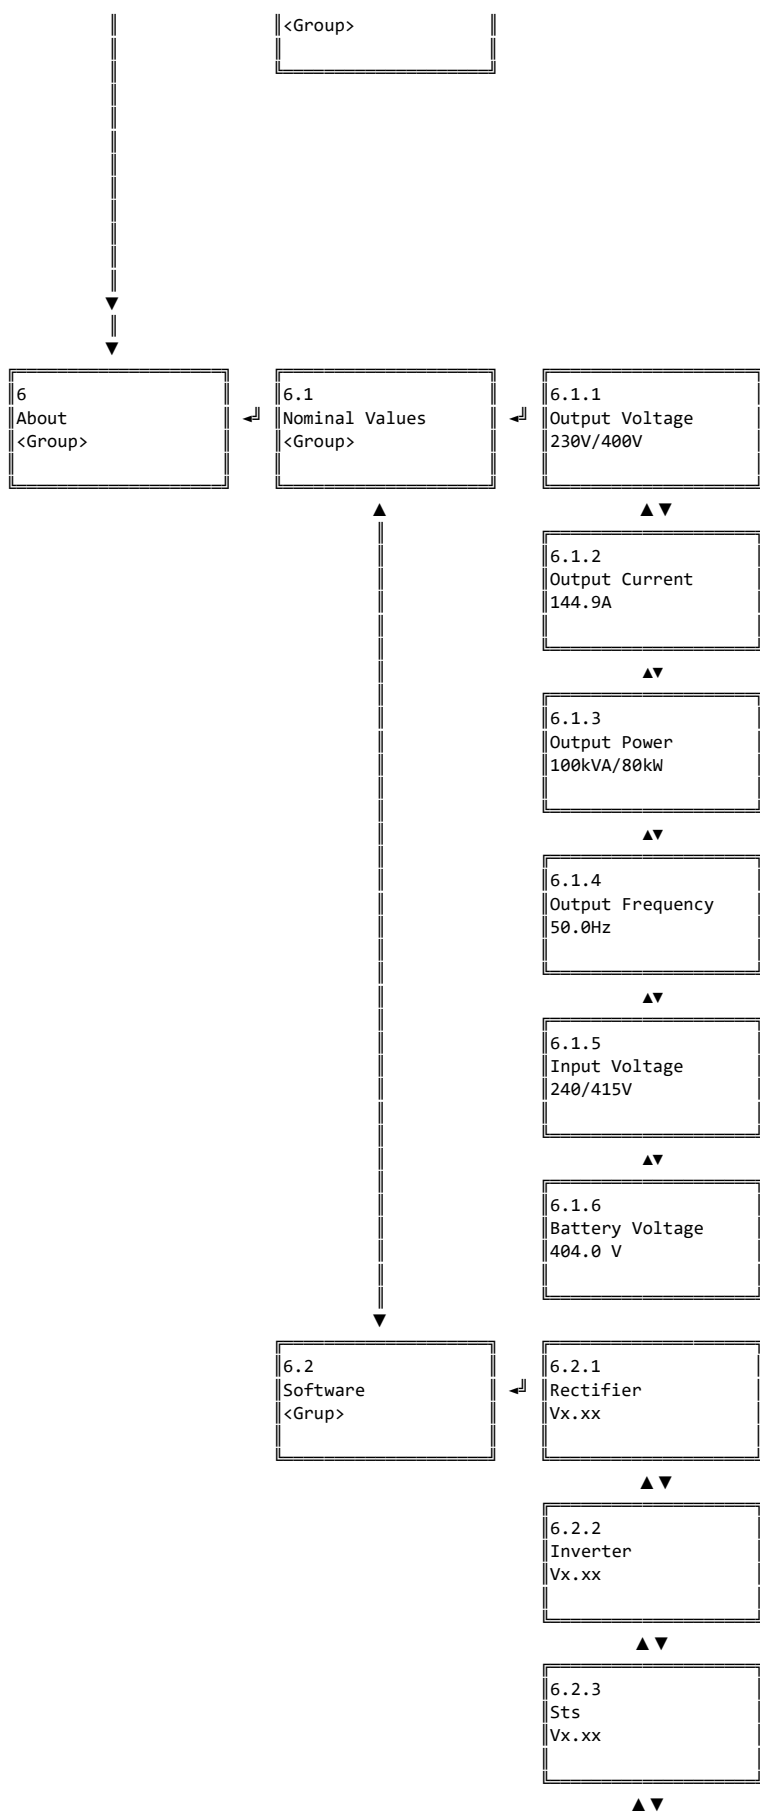 <Group>
6
About
<Group>
6.1
Nominal Values
<Group>
6.1.1
Output Voltage
230V/400V
6.1.2
Output Current
144.9A
6.1.3
Output Power
100kVA/80kW
6.1.4
Output Frequency
50.0Hz
6.1.5
Input Voltage
240/415V
6.1.6
Battery Voltage
404.0 V
6.2
Software
<Grup>
6.2.1
Rectifier
Vx.xx
6.2.2
Inverter
Vx.xx
6.2.3
Sts
Vx.xx